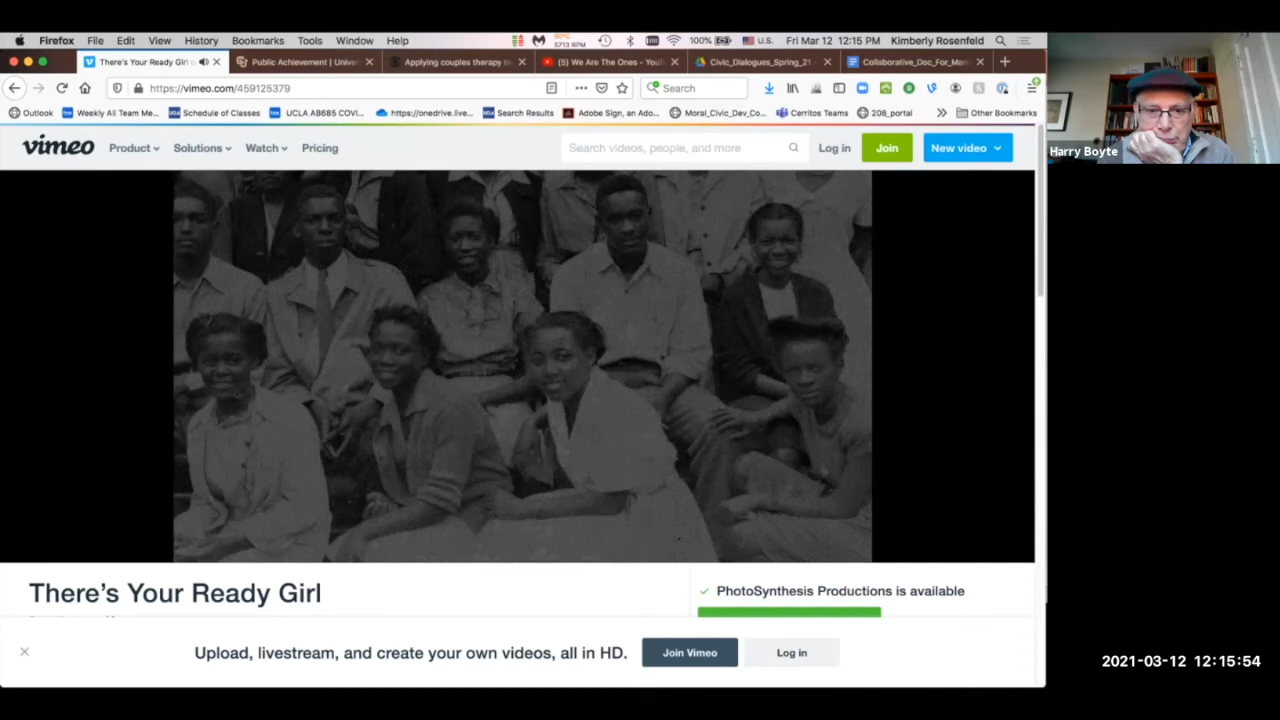 Firefox File Edit View History Bookmarks Tools Window Help 5713 RPM 100% U.S. Fri Mar 12 12:15 PM Kimberly Rosenfeld
There's Your Ready Girl Public Achievement | Univer Applying couples therapy t (5) We Are The Ones - You Civic_Dialogues_Spring_21 - Collaborative_Doc_For_Mar
https://vimeo.com/459125379 Search
Outlook Weekly All Team Me... Schedule of Classes UCLA AB685 COVI... https://onedrive.live... Search Results Adobe Sign, an Ado... Moral_Civic_Dev_Co... Cerritos Teams 20B_portal Other Bookmarks
Harry Boyte
vimeo Product Solutions Watch Pricing Search videos, people, and more Log in Join New video
There's Your Ready Girl
PhotoSynthesis Productions is available
Upload, livestream, and create your own videos, all in HD. Join Vimeo Log in
2021-03-12 12:15:54